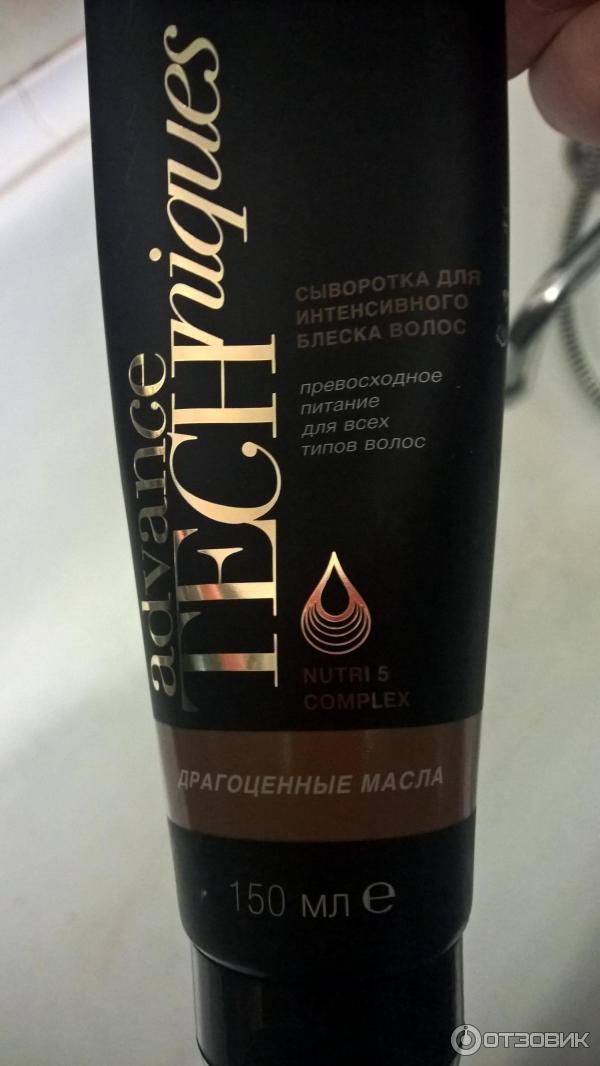 advance
TECHniques
СЫВОРОТКА ДЛЯ
ИНТЕНСИВНОГО
БЛЕСКА ВОЛОС
превосходное
питание
для всех
типов волос
NUTRI 5
COMPLEX
ДРАГОЦЕННЫЕ МАСЛА
150 мл e
ОТЗОВИК